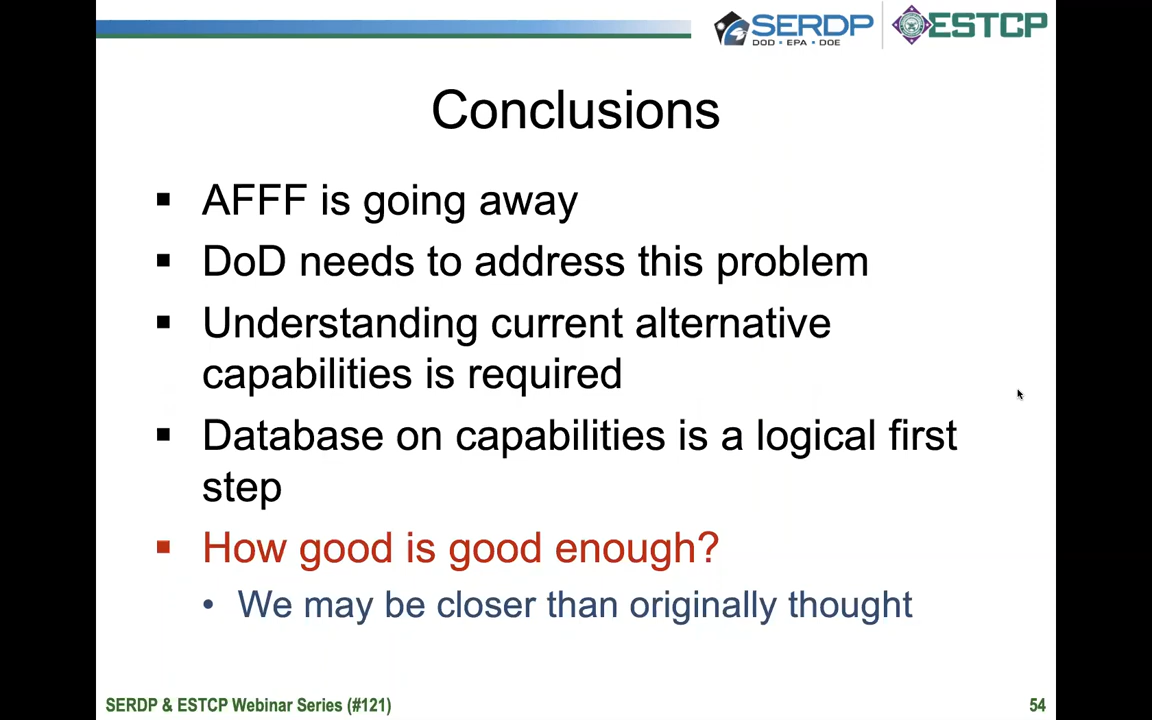 SERDP
DOD • EPA • DOE
ESTCP
Conclusions
▪ AFFF is going away
▪ DoD needs to address this problem
▪ Understanding current alternative
capabilities is required
▪ Database on capabilities is a logical first
step
▪ How good is good enough?
• We may be closer than originally thought
SERDP & ESTCP Webinar Series (#121)
54